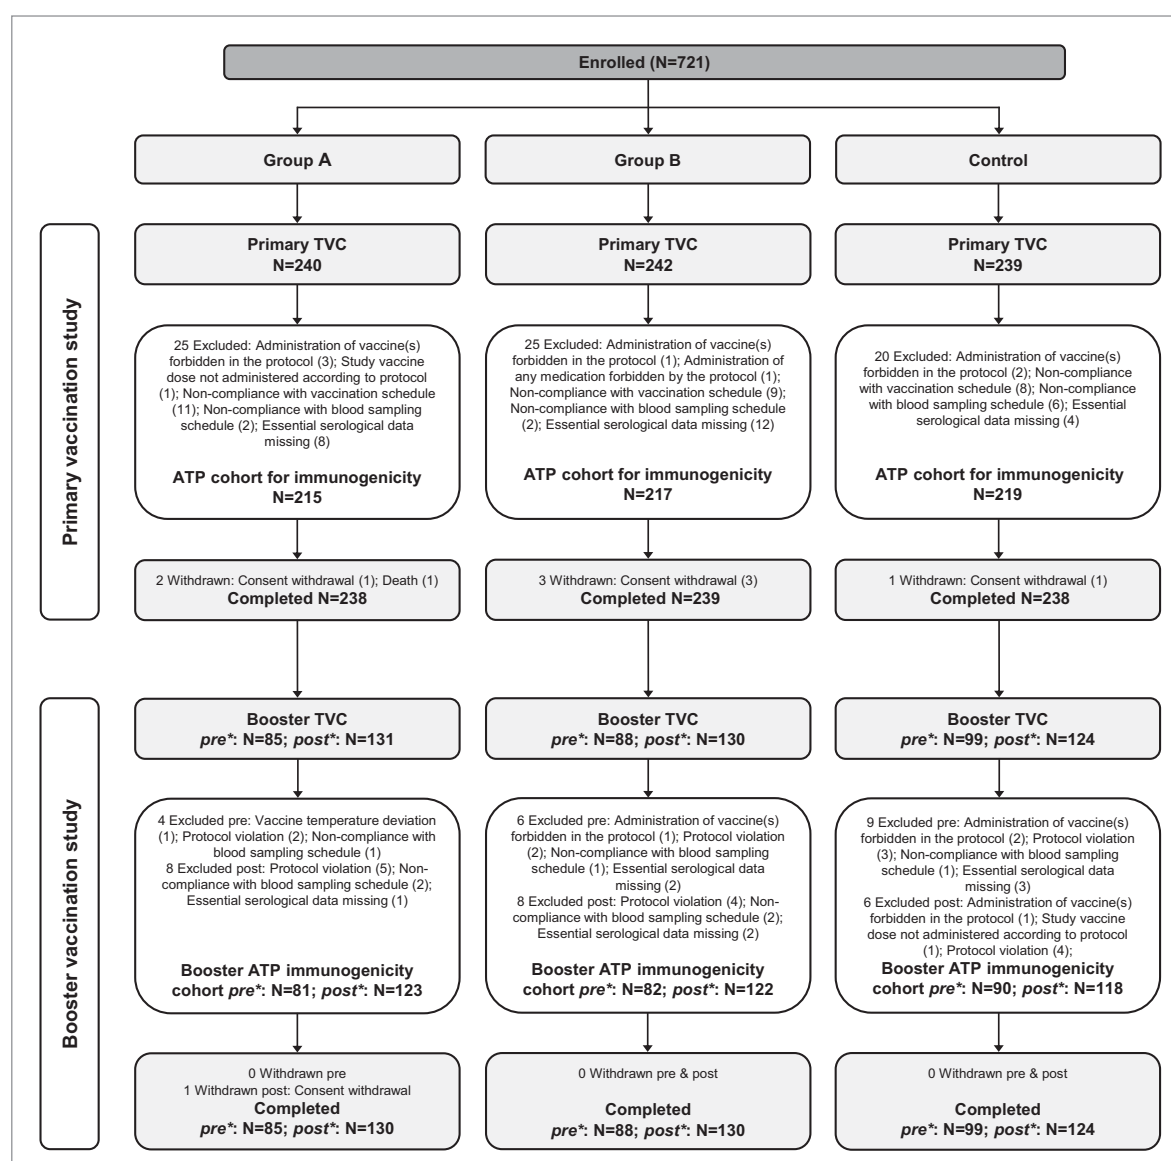 Enrolled (N=721)
Group A
Group B
Control
Primary vaccination study
Primary TVC
N=240
Primary TVC
N=242
Primary TVC
N=239
25 Excluded: Administration of vaccine(s)
forbidden in the protocol (3); Study vaccine
dose not administered according to protocol
(1); Non-compliance with vaccination schedule
(11); Non-compliance with blood sampling
schedule (2); Essential serological data
missing (8)
ATP cohort for immunogenicity
N=215
25 Excluded: Administration of vaccine(s)
forbidden in the protocol (1); Administration of
any medication forbidden by the protocol (1);
Non-compliance with vaccination schedule (9);
Non-compliance with blood sampling schedule
(2); Essential serological data missing (12)
ATP cohort for immunogenicity
N=217
20 Excluded: Administration of vaccine(s)
forbidden in the protocol (2); Non-compliance
with vaccination schedule (8); Non-compliance
with blood sampling schedule (6); Essential
serological data missing (4)
ATP cohort for immunogenicity
N=219
2 Withdrawn: Consent withdrawal (1); Death (1)
Completed N=238
3 Withdrawn: Consent withdrawal (3)
Completed N=239
1 Withdrawn: Consent withdrawal (1)
Completed N=238
Booster vaccination study
Booster TVC
pre*: N=85; post*: N=131
Booster TVC
pre*: N=88; post*: N=130
Booster TVC
pre*: N=99; post*: N=124
4 Excluded pre: Vaccine temperature deviation
(1); Protocol violation (2); Non-compliance with
blood sampling schedule (1)
8 Excluded post: Protocol violation (5); Non-
compliance with blood sampling schedule (2);
Essential serological data missing (1)
Booster ATP immunogenicity
cohort pre*: N=81; post*: N=123
6 Excluded pre: Administration of vaccine(s)
forbidden in the protocol (1); Protocol violation
(2); Non-compliance with blood sampling
schedule (1); Essential serological data
missing (2)
8 Excluded post: Protocol violation (4); Non-
compliance with blood sampling schedule (2);
Essential serological data missing (2)
Booster ATP immunogenicity
cohort pre*: N=82; post*: N=122
9 Excluded pre: Administration of vaccine(s)
forbidden in the protocol (2); Protocol violation
(3); Non-compliance with blood sampling
schedule (1); Essential serological data
missing (3)
6 Excluded post: Administration of vaccine(s)
forbidden in the protocol (1); Study vaccine
dose not administered according to protocol
(1); Protocol violation (4);
Booster ATP immunogenicity
cohort pre*: N=90; post*: N=118
0 Withdrawn pre
1 Withdrawn post: Consent withdrawal
Completed
pre*: N=85; post*: N=130
0 Withdrawn pre & post
Completed
pre*: N=88; post*: N=130
0 Withdrawn pre & post
Completed
pre*: N=99; post*: N=124